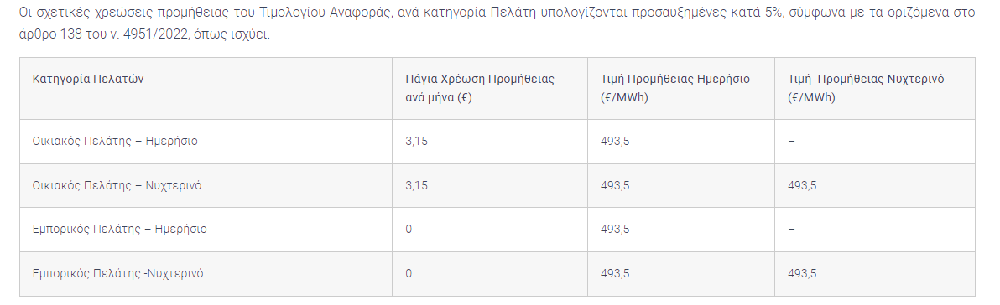 Οι σχετικές χρεώσεις προμήθειας του Τιμολογίου Αναφοράς, ανά κατηγορία Πελάτη υπολογίζονται προσαυξημένες κατά 5%, σύμφωνα με τα οριζόμενα στο
άρθρο 138 του ν. 4951/2022, όπως ισχύει.
Κατηγορία Πελατών
Πάγια Χρέωση Προμήθειας
ανά μήνα (€)
Τιμή Προμήθειας Ημερήσιο
(€/MWh)
Τιμή Προμήθειας Νυχτερινό
(€/MWh)
Οικιακός Πελάτης – Ημερήσιο 3,15 493,5 –
Οικιακός Πελάτης – Νυχτερινό 3,15 493,5 493,5
Εμπορικός Πελάτης – Ημερήσιο 0 493,5 –
Εμπορικός Πελάτης -Νυχτερινό 0 493,5 493,5